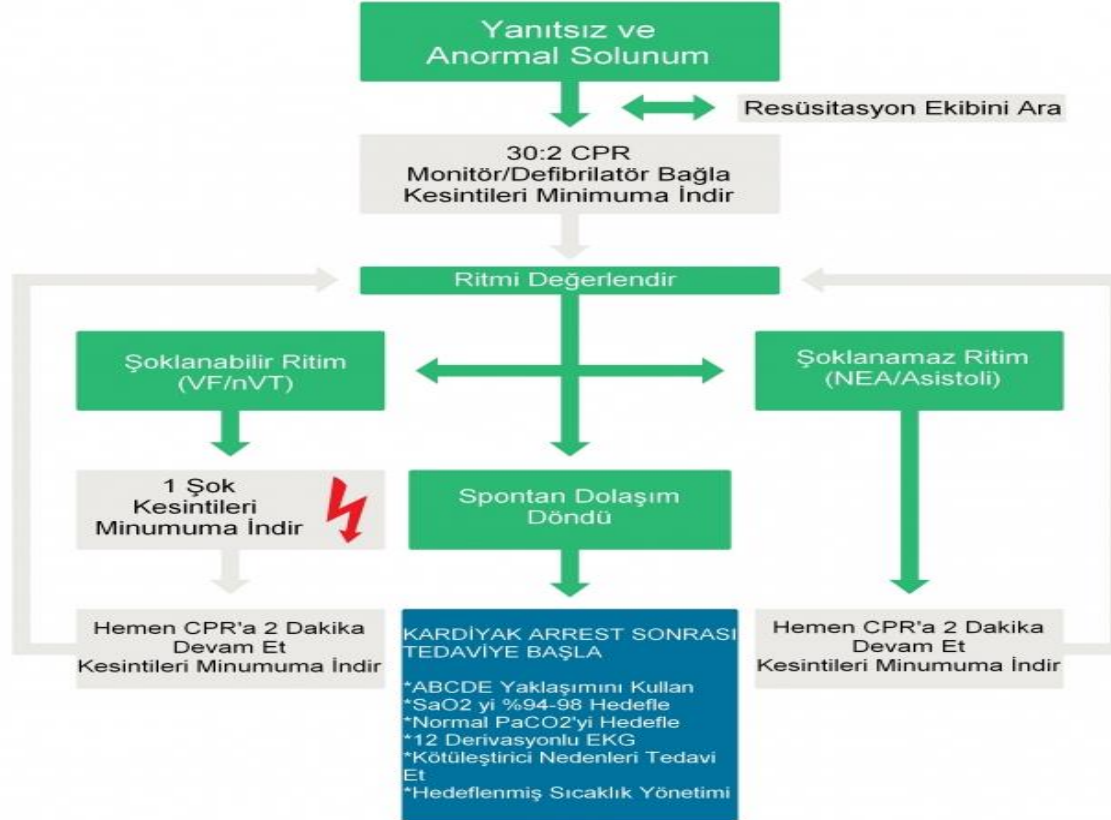 Yanıtsız ve
Anormal Solunum
Resüsitasyon Ekibini Ara
30:2 CPR
Monitör/Defibrilatör Bağla
Kesintileri Minimuma İndir
Ritmi Değerlendir
Şoklanabilir Ritim
(VF/nVT)
Şoklanamaz Ritim
(NEA/Asistoli)
1 Şok
Kesintileri
Minumuma İndir
Spontan Dolaşım
Döndü
Hemen CPR'a 2 Dakika
Devam Et
Kesintileri Minumuma İndir
KARDİYAK ARREST SONRASI
TEDAVİYE BAŞLA
*ABCDE Yaklaşımını Kullan
*SaO2 yi %94-98 Hedefle
*Normal PaCO2'yi Hedefle
*12 Derivasyonlu EKG
*Kötüleştirici Nedenleri Tedavi
Et
*Hedeflenmiş Sıcaklık Yönetimi
Hemen CPR'a 2 Dakika
Devam Et
Kesintileri Minumuma İndir